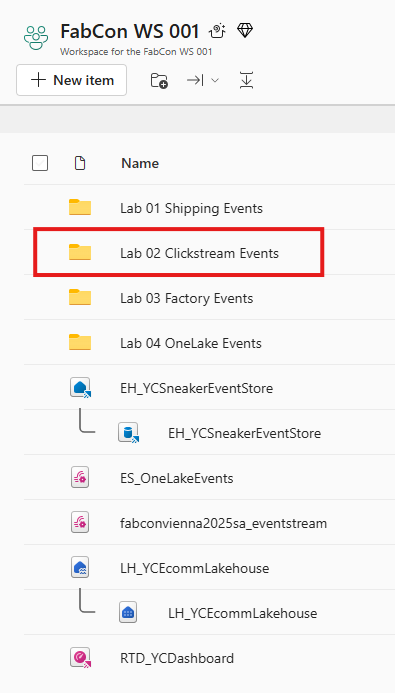 FabCon WS 001
Workspace for the FabCon WS 001
New item
Name
Lab 01 Shipping Events
Lab 02 Clickstream Events
Lab 03 Factory Events
Lab 04 OneLake Events
EH_YCSneakerEventStore
EH_YCSneakerEventStore
ES_OneLakeEvents
fabconvienna2025sa_eventstream
LH_YCEcommLakehouse
LH_YCEcommLakehouse
RTD_YCDashboard